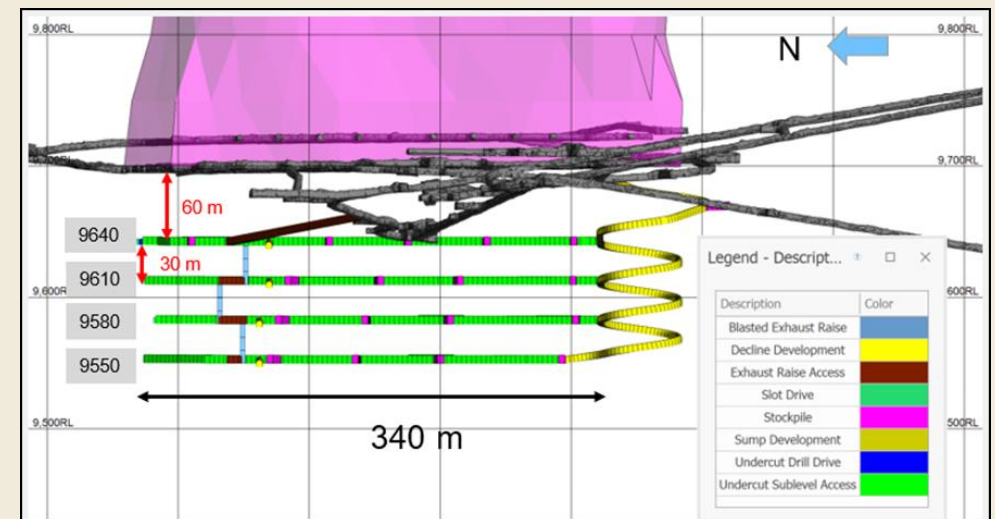 9,800RL
9,800RL
N
9,700RL
9,700RL
60 m
9640
30 m
9610
9,600R
600RL
9580
9550
9,500RL
500RL
340 m
Legend - Descript...
Description Color
Blasted Exhaust Raise
Decline Development
Exhaust Raise Access
Slot Drive
Stockpile
Sump Development
Undercut Drill Drive
Undercut Sublevel Access